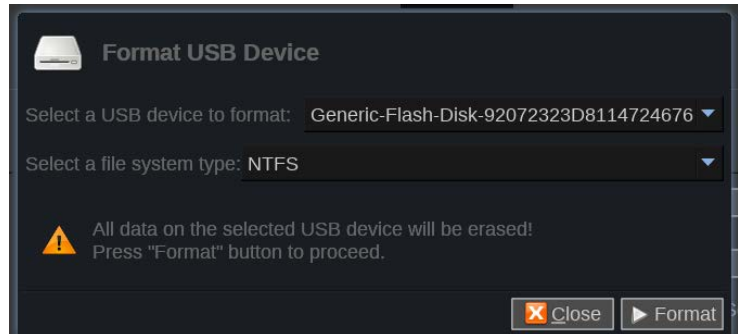 Format USB Device
Select a USB device to format: Generic-Flash-Disk-92072323D8114724676
Select a file system type: NTFS
All data on the selected USB device will be erased!
Press "Format" button to proceed.
Close Format